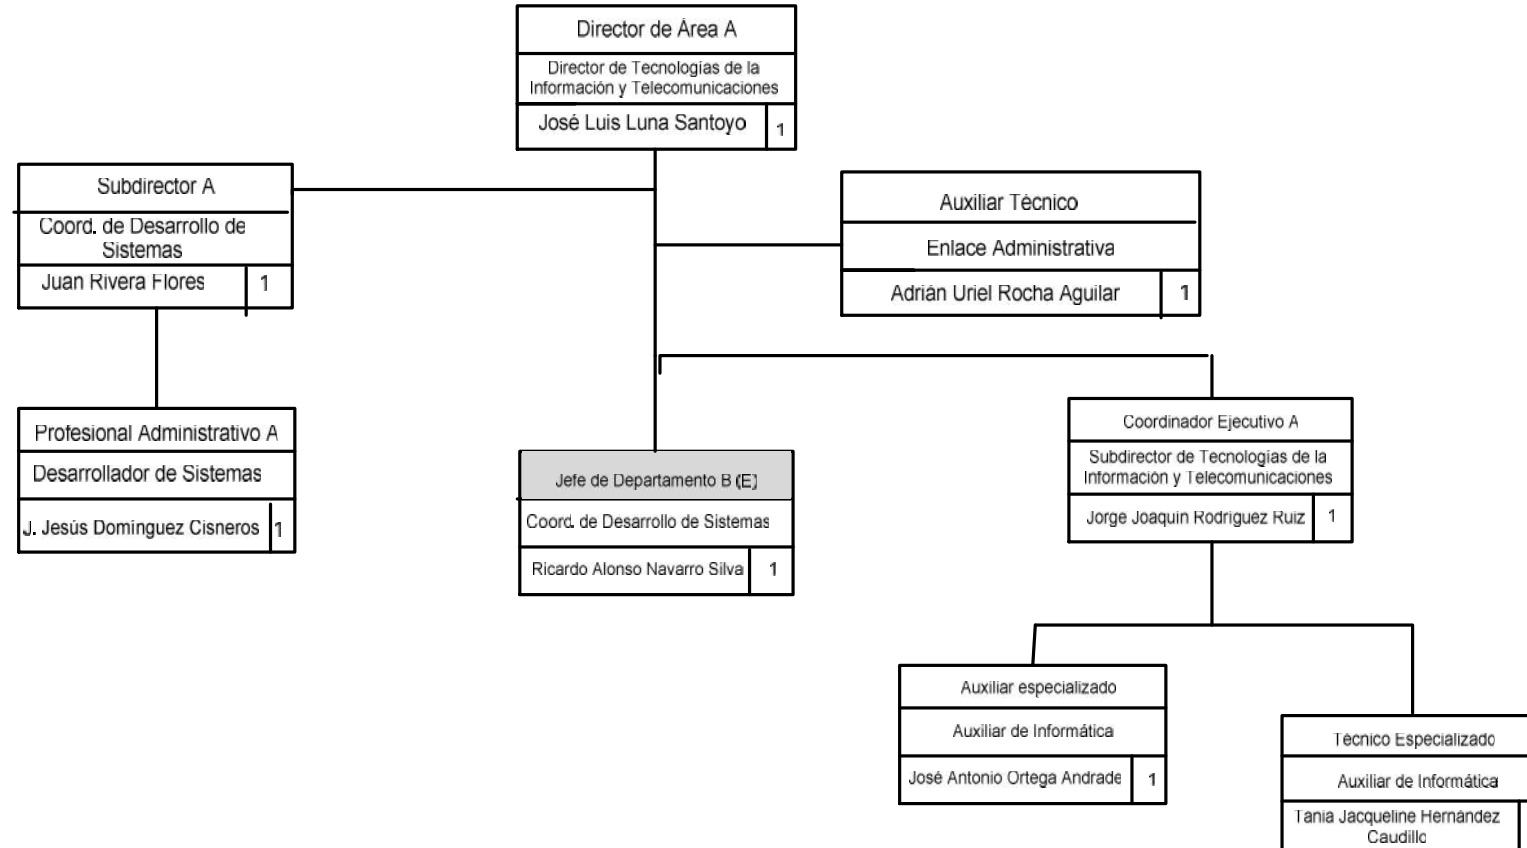 Director de Área A
Director de Tecnologías de la
Información y Telecomunicaciones
José Luis Luna Santoyo 1
Subdirector A
Coord. de Desarrollo de
Sistemas
Juan Rivera Flores 1
Auxiliar Técnico
Enlace Administrativa
Adrián Uriel Rocha Aguilar 1
Profesional Administrativo A
Desarrollador de Sistemas
J. Jesús Domínguez Cisneros 1
Jefe de Departamento B (E)
Coord. de Desarrollo de Sistemas
Ricardo Alonso Navarro Silva 1
Coordinador Ejecutivo A
Subdirector de Tecnologías de la
Información y Telecomunicaciones
Jorge Joaquín Rodríguez Ruiz 1
Auxiliar especializado
Auxiliar de Informática
José Antonio Ortega Andrade 1
Técnico Especializado
Auxiliar de Informática
Tania Jacqueline Hernández
Caudillo